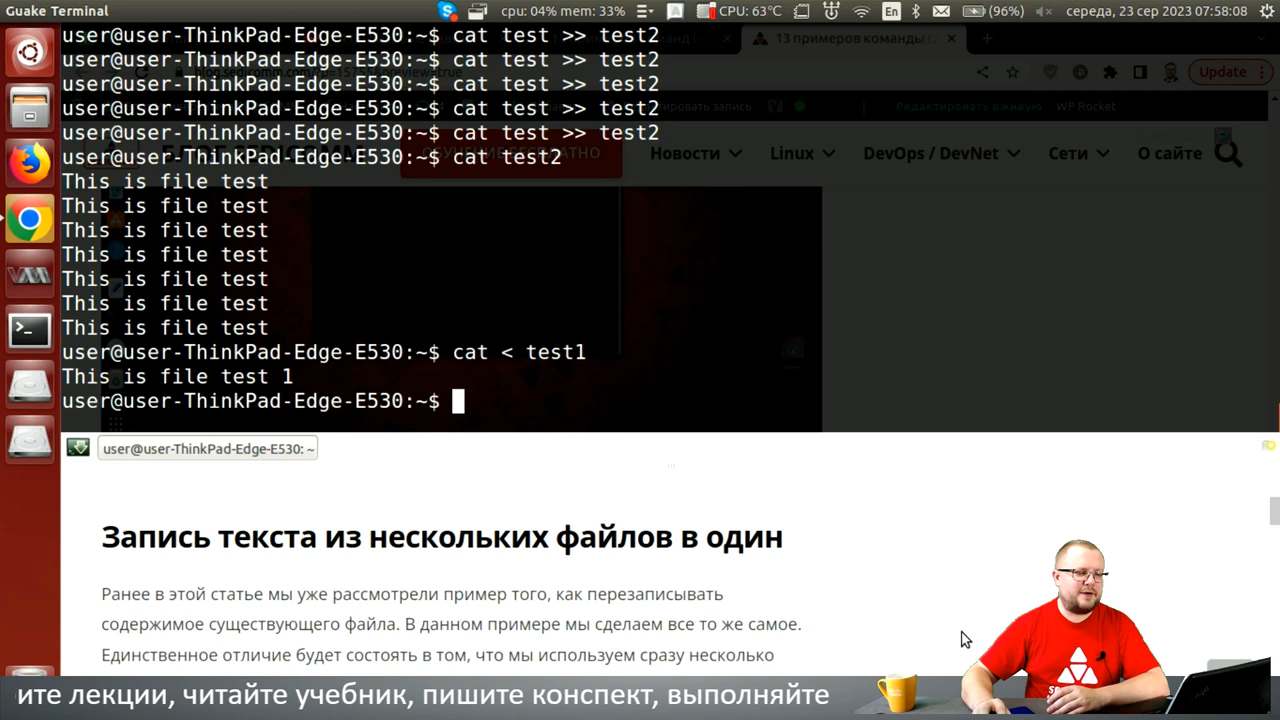 Guake Terminal
cpu: 04% mem: 33%
CPU: 63°C
En
(96%)
середа, 23 сер 2023 07:58:08
user@user-ThinkPad-Edge-E530:~$ cat test >> test2
user@user-ThinkPad-Edge-E530:~$ cat test >> test2
user@user-ThinkPad-Edge-E530:~$ cat test >> test2
user@user-ThinkPad-Edge-E530:~$ cat test >> test2
user@user-ThinkPad-Edge-E530:~$ cat test >> test2
user@user-ThinkPad-Edge-E530:~$ cat test2
This is file test
This is file test
This is file test
This is file test
This is file test
This is file test
This is file test
user@user-ThinkPad-Edge-E530:~$ cat < test1
This is file test 1
user@user-ThinkPad-Edge-E530:~$
13 примеров команды
Update
Редактировать вживую
WP Rocket
Новости
Linux
DevOps / DevNet
Сети
О сайте
user@user-ThinkPad-Edge-E530: ~
Запись текста из нескольких файлов в один
Ранее в этой статье мы уже рассмотрели пример того, как перезаписывать
содержимое существующего файла. В данном примере мы сделаем все то же самое.
Единственное отличие будет состоять в том, что мы используем сразу несколько
ите лекции, читайте учебник, пишите конспект, выполняйте